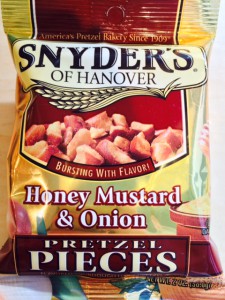 America's Pretzel Bakery Since 1909
SNYDER'S
OF HANOVER
BURSTING WITH FLAVOR!
Honey Mustard
& Onion
PRETZEL
PIECES